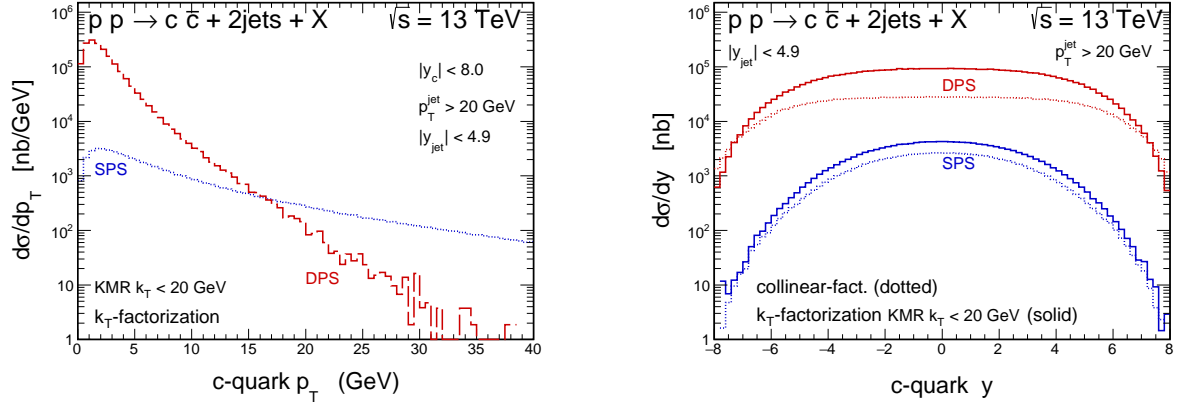 p p → c c̅ + 2jets + X √s = 13 TeV
|y_c| < 8.0
p_T^jet > 20 GeV
|y_jet| < 4.9
SPS
DPS
KMR k_T < 20 GeV
k_T-factorization
dσ/dp_T [nb/GeV]
10^5
10^4
10^3
10^2
10
1
0 5 10 15 20 25 30 35 40
c-quark p_T (GeV)
p p → c c̅ + 2jets + X √s = 13 TeV
|y_jet| < 4.9 p_T^jet > 20 GeV
DPS
SPS
collinear-fact. (dotted)
k_T-factorization KMR k_T < 20 GeV (solid)
dσ/dy [nb]
10^6
10^5
10^4
10^3
10^2
10
1
−8 −6 −4 −2 0 2 4 6 8
c-quark y